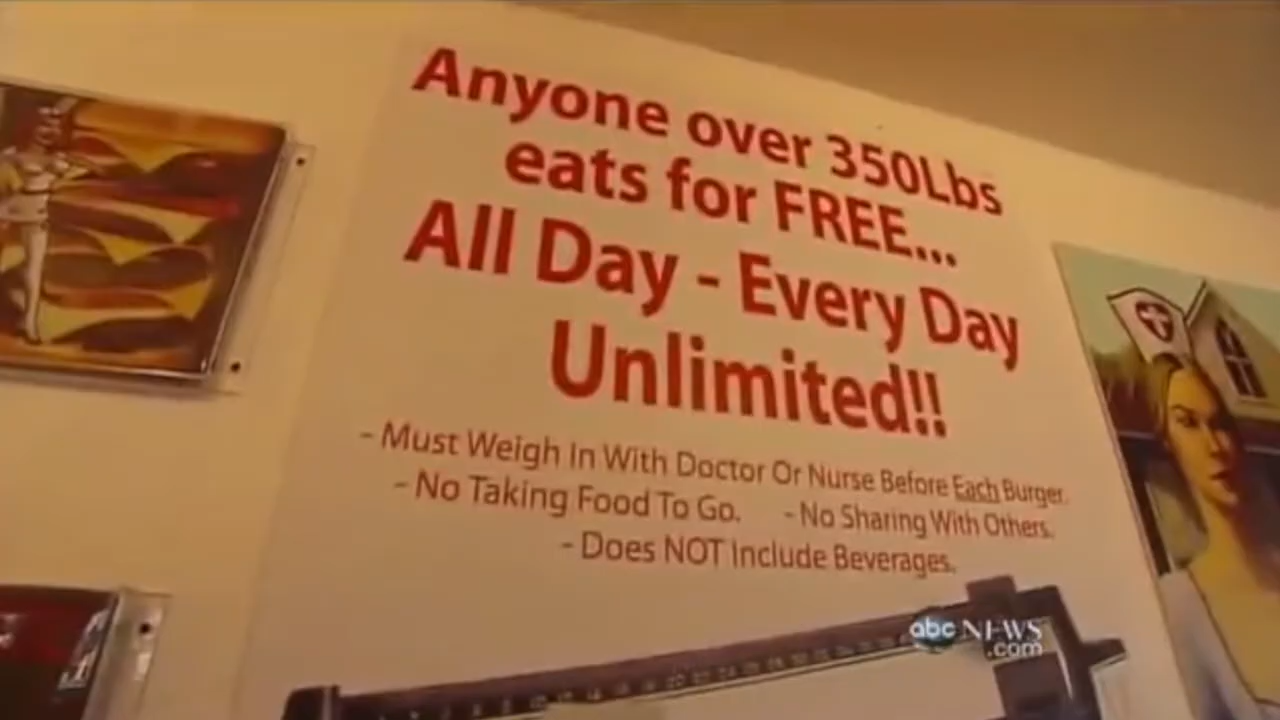 Anyone over 350Lbs
eats for FREE...
All Day - Every Day
Unlimited!!
- Must Weigh In With Doctor Or Nurse Before Each Burger.
- No Taking Food To Go. - No Sharing With Others.
- Does NOT Include Beverages.
abc NEWS
.com